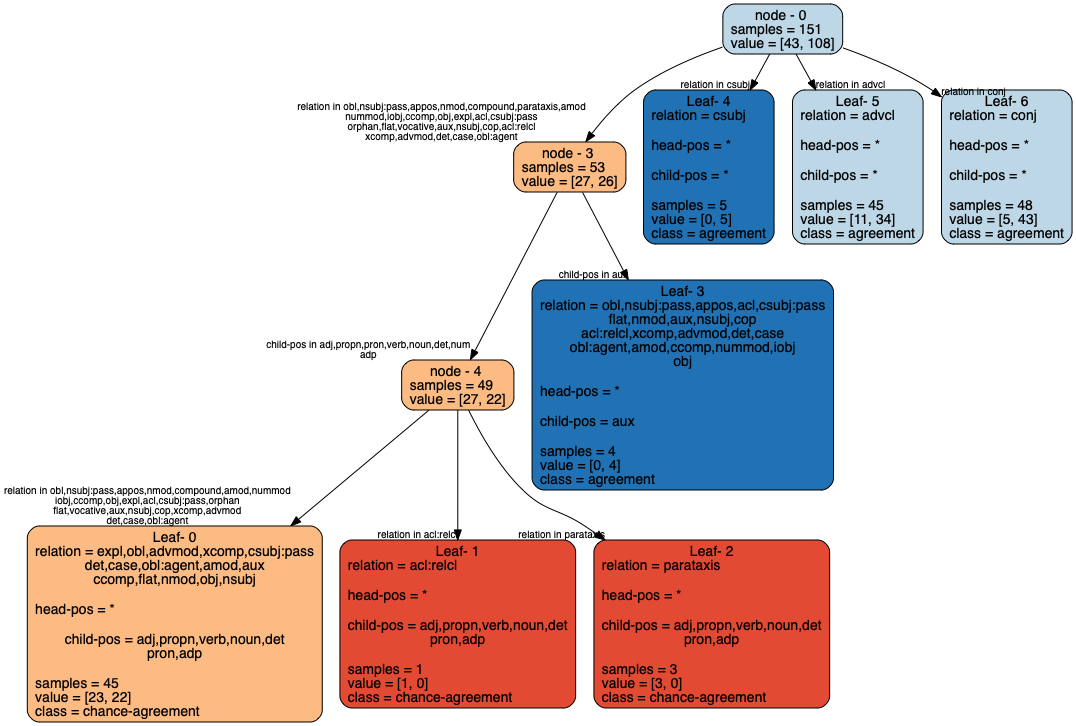 node - 0
samples = 151
value = [43, 108]
relation in obl,nsubj:pass,appos,nmod,compound,parataxis,amod
nummod,iobj,ccomp,obj,expl,acl,csubj:pass
orphan,flat,vocative,aux,nsubj,cop,acl:relcl
xcomp,advmod,det,case,obl:agent
relation in csubj
relation in advcl
relation in conj
node - 3
samples = 53
value = [27, 26]
Leaf- 4
relation = csubj
head-pos = *
child-pos = *
samples = 5
value = [0, 5]
class = agreement
Leaf- 5
relation = advcl
head-pos = *
child-pos = *
samples = 45
value = [11, 34]
class = agreement
Leaf- 6
relation = conj
head-pos = *
child-pos = *
samples = 48
value = [5, 43]
class = agreement
child-pos in adj,propn,pron,verb,noun,det,num
adp
child-pos in aux
node - 4
samples = 49
value = [27, 22]
Leaf- 3
relation = obl,nsubj:pass,appos,acl,csubj:pass
flat,nmod,aux,nsubj,cop
acl:relcl,xcomp,advmod,det,case
obl:agent,amod,ccomp,nummod,iobj
obj
head-pos = *
child-pos = aux
samples = 4
value = [0, 4]
class = agreement
relation in obl,nsubj:pass,appos,nmod,compound,amod,nummod
iobj,ccomp,obj,expl,acl,csubj:pass,orphan
flat,vocative,aux,nsubj,cop,xcomp,advmod
det,case,obl:agent
relation in acl:relcl
relation in parataxis
Leaf- 0
relation = expl,obl,advmod,xcomp,csubj:pass
det,case,obl:agent,amod,aux
ccomp,flat,nmod,obj,nsubj
head-pos = *
child-pos = adj,propn,verb,noun,det
pron,adp
samples = 45
value = [23, 22]
class = chance-agreement
Leaf- 1
relation = acl:relcl
head-pos = *
child-pos = adj,propn,verb,noun,det
pron,adp
samples = 1
value = [1, 0]
class = chance-agreement
Leaf- 2
relation = parataxis
head-pos = *
child-pos = adj,propn,verb,noun,det
pron,adp
samples = 3
value = [3, 0]
class = chance-agreement